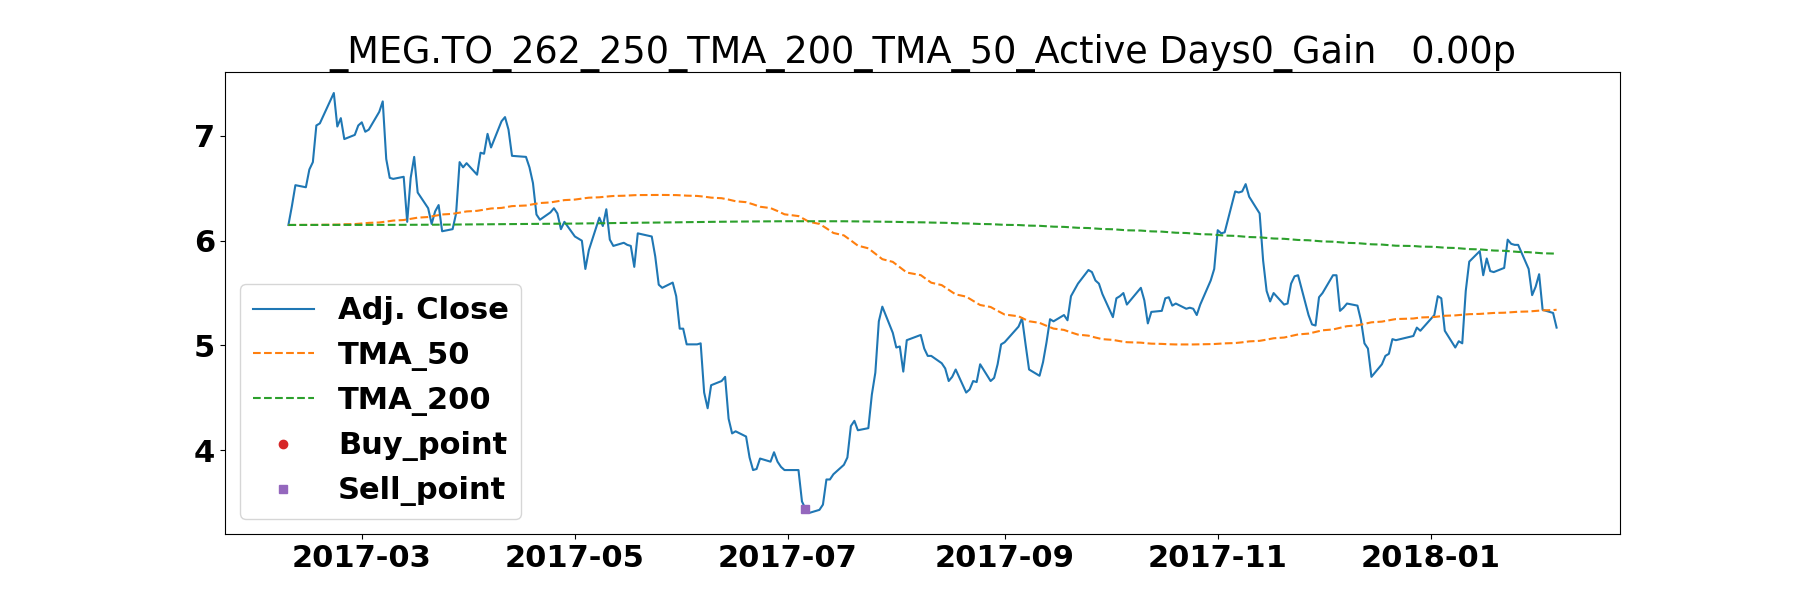 _MEG.TO_262_250_TMA_200_TMA_50_Active Days0_Gain   0.00p
7
6
5
4
Adj. Close
TMA_50
TMA_200
Buy_point
Sell_point
2017-03 2017-05 2017-07 2017-09 2017-11 2018-01